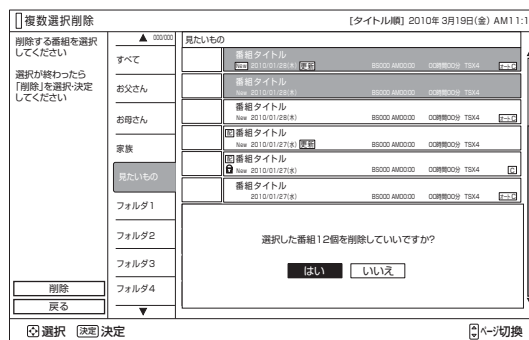 複数選択削除
[タイトル順] 2010年 3月19日(金) AM11:1
削除する番組を選択
してください
選択が終わったら
「削除」を選択・決定
してください
削除
戻る
▲ 000/000
すべて
お父さん
お母さん
家族
見たいもの
フォルダ1
フォルダ2
フォルダ3
フォルダ4
▼
見たいもの
番組タイトル
New 2010/01/28(木) 更新 BS000 AM00:00 00時間00分 TSX4 オートC
番組タイトル
New 2010/01/28(木) BS000 AM00:00 00時間00分 TSX4
番組タイトル
New 2010/01/28(木) BS000 AM00:00 00時間00分 TSX4 オートC
番組タイトル
New 2010/01/27(水) 更新 BS000 AM00:00 00時間00分 TSX4
番組タイトル
New 2010/01/27(水) BS000 AM00:00 00時間00分 TSX4 C
番組タイトル
2010/01/27(水) BS000 AM00:00 00時間00分 TSX4 オートC
選択した番組12個を削除していいですか?
はい いいえ
選択 決定 決定
ページ切換